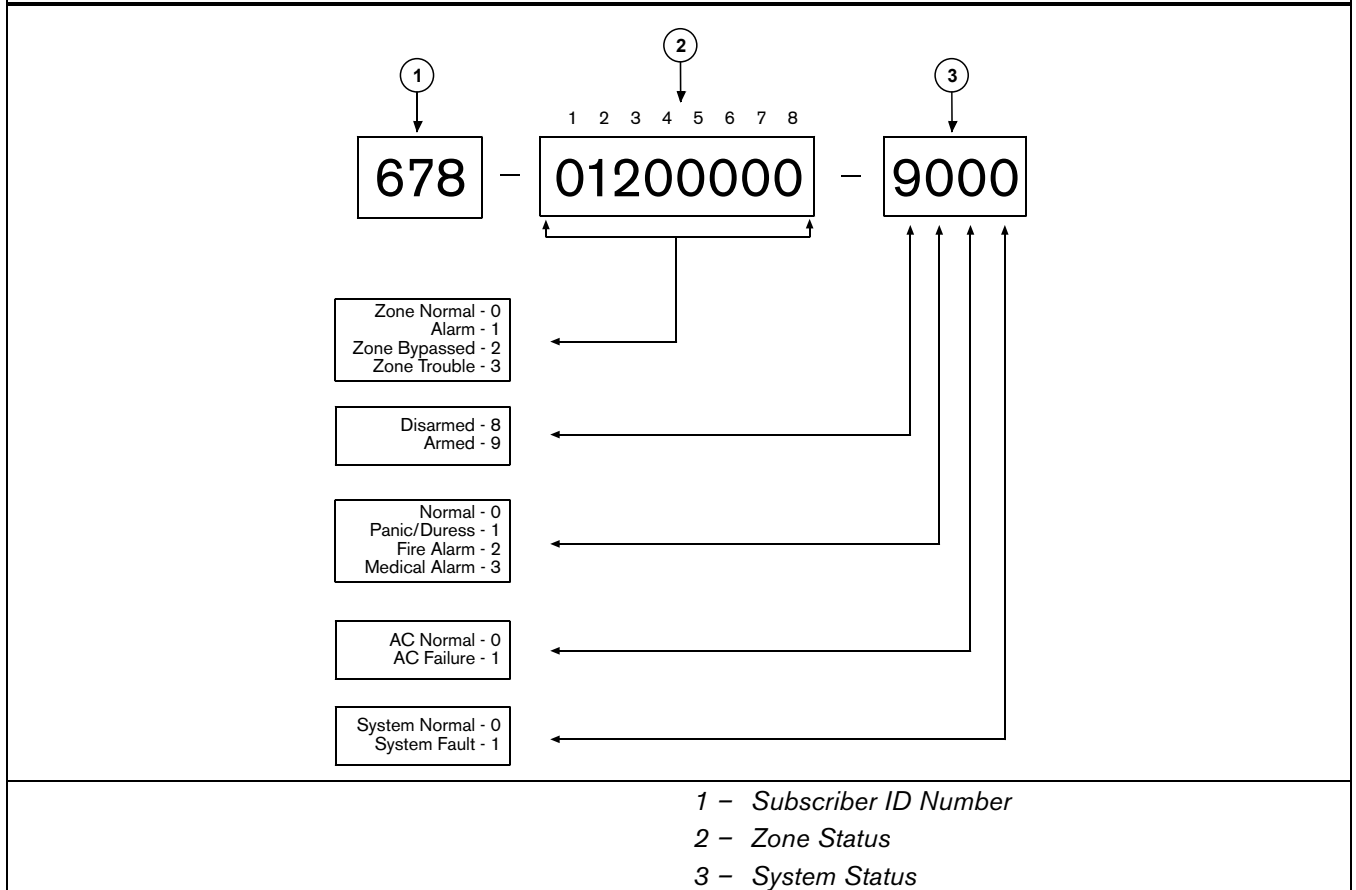 2
1
3
1 2 3 4 5 6 7 8
678 – 01200000 – 9000
Zone Normal - 0
Alarm - 1
Zone Bypassed - 2
Zone Trouble - 3
Disarmed - 8
Armed - 9
Normal - 0
Panic/Duress - 1
Fire Alarm - 2
Medical Alarm - 3
AC Normal - 0
AC Failure - 1
System Normal - 0
System Fault - 1
1 – Subscriber ID Number
2 – Zone Status
3 – System Status